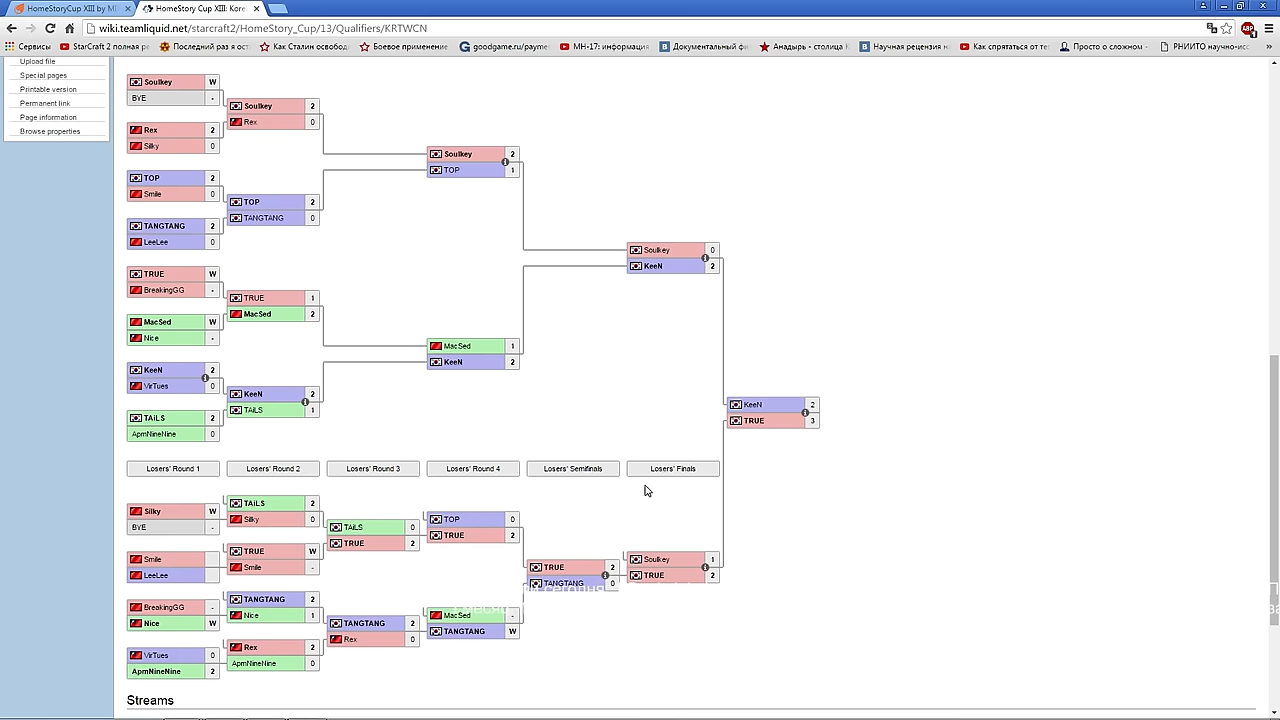 HomeStoryCup XIII by MI
HomeStory Cup XIII: Kore
wiki.teamliquid.net/starcraft2/HomeStory_Cup/13/Qualifiers/KRTWCN
Сервисы
StarCraft 2 полная ре
Последний раз я ост
Как Сталин освобод
Боевое применение
goodgame.ru/payme
МН-17: информация
Документальный ф
Анадырь - столица
Научная рецензия н
Как спрятаться от те
Просто о сложном -
РНИИТО научно-исс
Upload file
Special pages
Printable version
Permanent link
Page information
Browse properties
Soulkey W
BYE -
Soulkey 2
Rex 0
Rex 2
Silky 0
Soulkey 2
TOP 1
TOP 2
Smile 0
TOP 2
TANGTANG 0
TANGTANG 2
LeeLee 0
Soulkey 0
KeeN 2
TRUE W
BreakingGG -
TRUE 1
MacSed 2
MacSed W
Nice -
MacSed 1
KeeN 2
KeeN 2
VirTues 0
KeeN 2
TAiLS 1
TAiLS 2
ApmNineNine 0
KeeN 2
TRUE 3
Losers' Round 1
Losers' Round 2
Losers' Round 3
Losers' Round 4
Losers' Semifinals
Losers' Finals
Silky W
BYE -
TAiLS 2
Silky 0
TAiLS 0
TRUE 2
TOP 0
TRUE 2
Smile
LeeLee
TRUE W
Smile -
TRUE 2
TANGTANG 0
Soulkey 1
TRUE 2
BreakingGG -
Nice W
TANGTANG 2
Nice 1
TANGTANG 2
Rex 0
MacSed -
TANGTANG W
VirTues 0
ApmNineNine 2
Rex 2
ApmNineNine 0
Streams